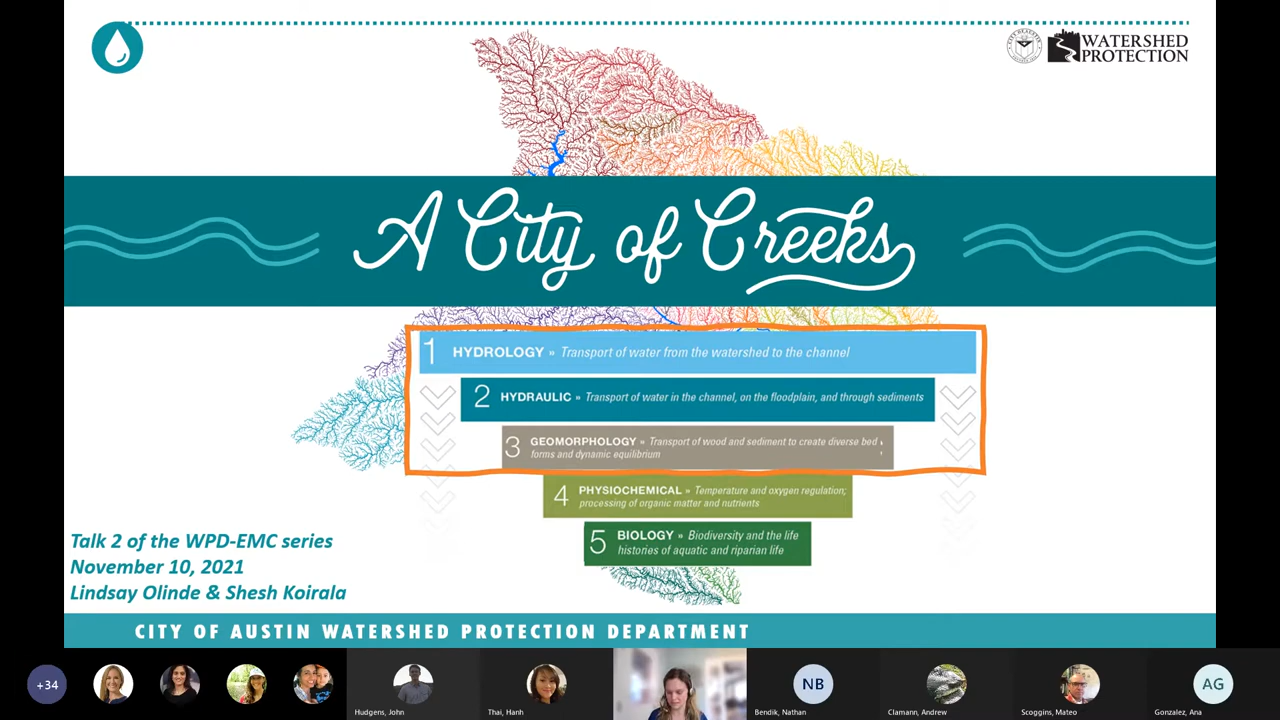 WATERSHED
PROTECTION
A City of Creeks
1 HYDROLOGY » Transport of water from the watershed to the channel
2 HYDRAULIC » Transport of water in the channel, on the floodplain, and through sediments
3 GEOMORPHOLOGY » Transport of wood and sediment to create diverse bed
forms and dynamic equilibrium
4 PHYSIOCHEMICAL » Temperature and oxygen regulation;
processing of organic matter and nutrients
5 BIOLOGY » Biodiversity and the life
histories of aquatic and riparian life
Talk 2 of the WPD-EMC series
November 10, 2021
Lindsay Olinde & Shesh Koirala
CITY OF AUSTIN WATERSHED PROTECTION DEPARTMENT
+34
NB
AG
Hudgens, John
Thai, Hanh
Bendik, Nathan
Clamann, Andrew
Scoggins, Mateo
Gonzalez, Ana